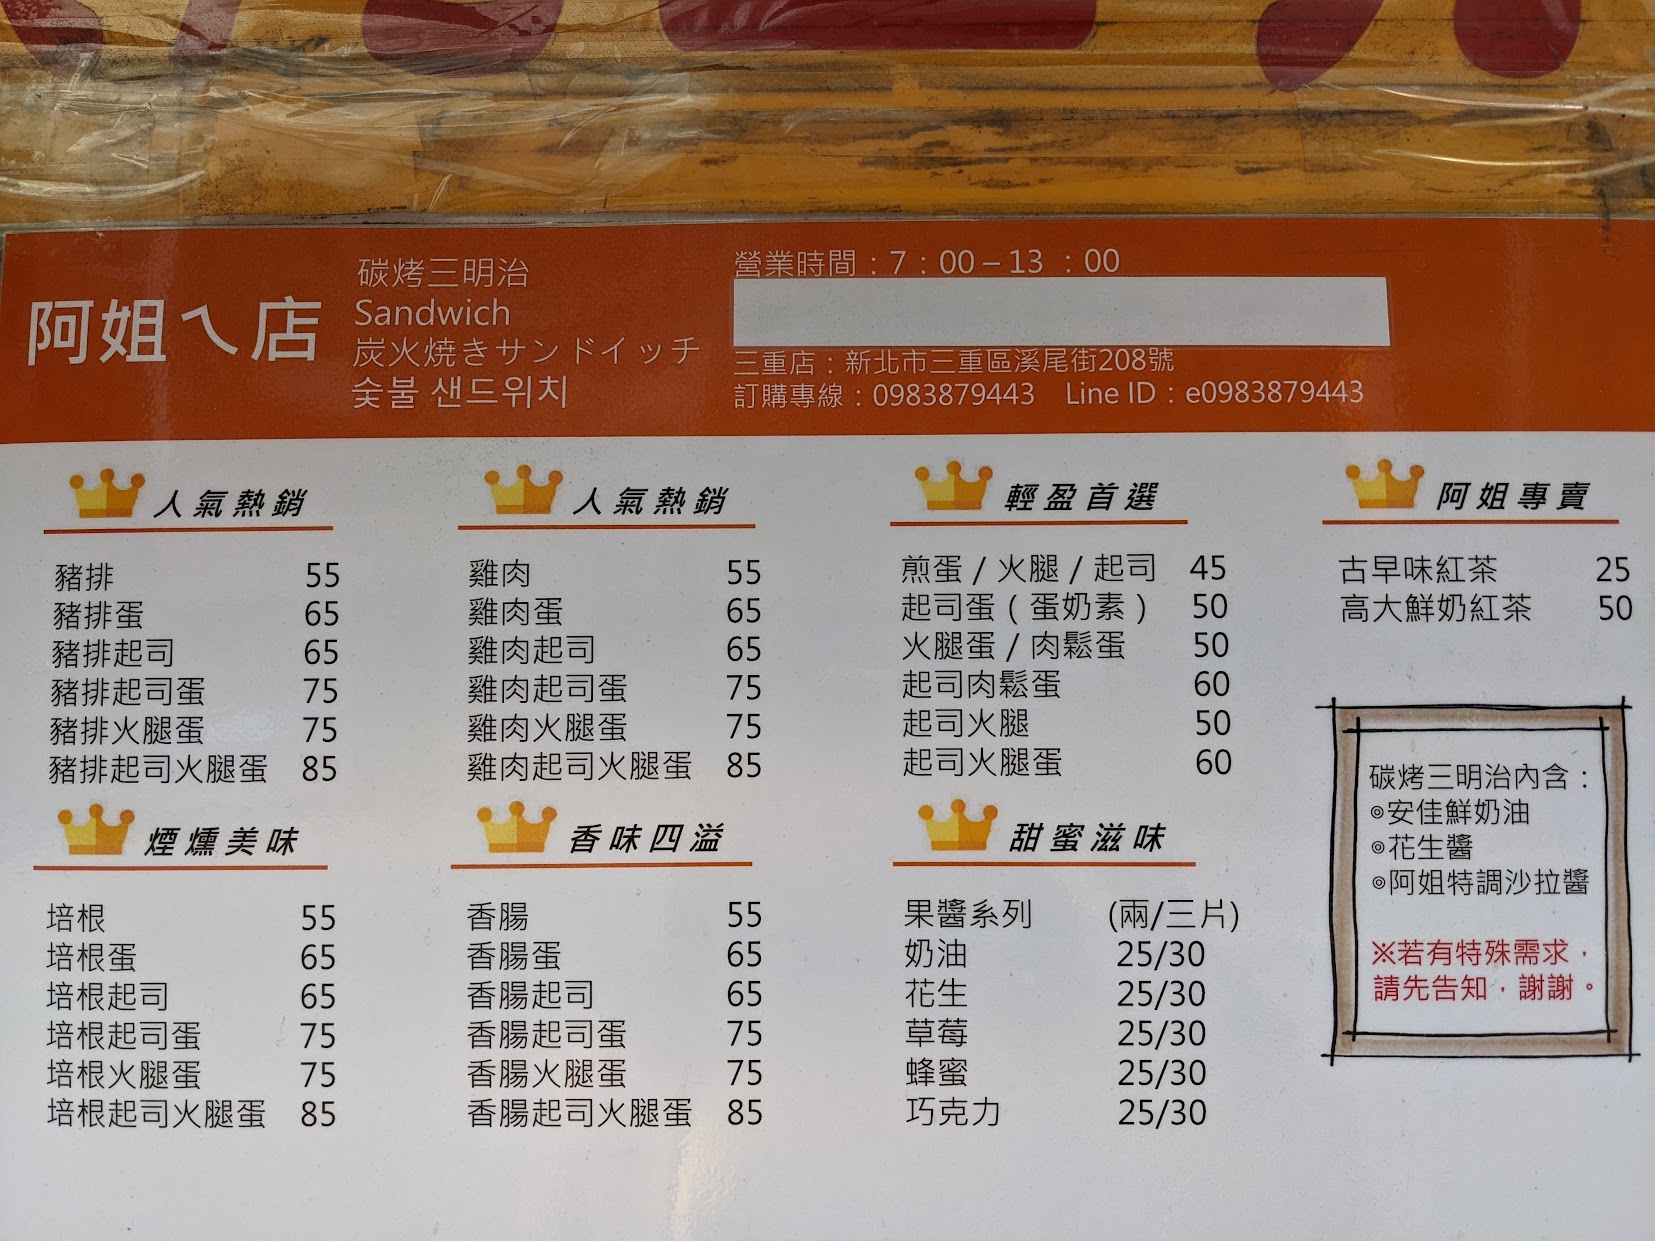 阿姐ㄟ店
碳烤三明治
Sandwich
炭火焼きサンドイッチ
숯불 샌드위치
營業時間：7：00－13 ：00
三重店：新北市三重區溪尾街208號
訂購專線：0983879443 Line ID：e0983879443
人氣熱銷
豬排 55
豬排蛋 65
豬排起司 65
豬排起司蛋 75
豬排火腿蛋 75
豬排起司火腿蛋 85
人氣熱銷
雞肉 55
雞肉蛋 65
雞肉起司 65
雞肉起司蛋 75
雞肉火腿蛋 75
雞肉起司火腿蛋 85
輕盈首選
煎蛋 / 火腿 / 起司 45
起司蛋 ( 蛋奶素 ) 50
火腿蛋 / 肉鬆蛋 50
起司肉鬆蛋 60
起司火腿 50
起司火腿蛋 60
阿姐專賣
古早味紅茶 25
高大鮮奶紅茶 50
煙燻美味
培根 55
培根蛋 65
培根起司 65
培根起司蛋 75
培根火腿蛋 75
培根起司火腿蛋 85
香味四溢
香腸 55
香腸蛋 65
香腸起司 65
香腸起司蛋 75
香腸火腿蛋 75
香腸起司火腿蛋 85
甜蜜滋味
果醬系列 (兩/三片)
奶油 25/30
花生 25/30
草莓 25/30
蜂蜜 25/30
巧克力 25/30
碳烤三明治內含：
◎安佳鮮奶油
◎花生醬
◎阿姐特調沙拉醬
※若有特殊需求，
請先告知，謝謝。